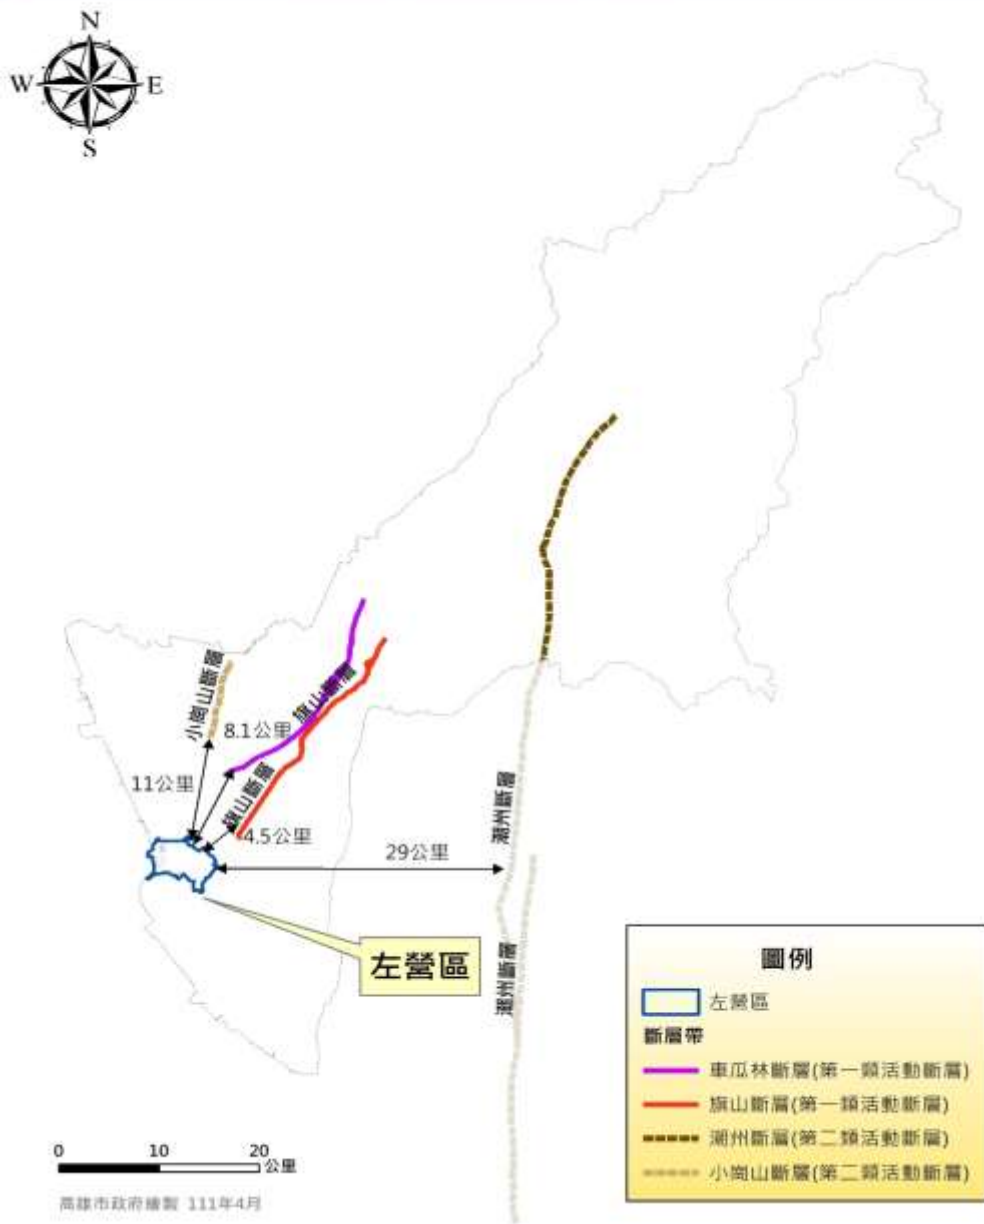 N
W
E
S
小崗山斷層
旗山斷層
8.1公里
11公里
旗山斷層
4.5公里
29公里
潮州斷層
潮州斷層
左營區
圖例
左營區
斷層帶
車瓜林斷層(第一類活動斷層)
旗山斷層(第一類活動斷層)
潮州斷層(第二類活動斷層)
小崗山斷層(第二類活動斷層)
0 10 20
公里
高雄市政府繪製 111年4月